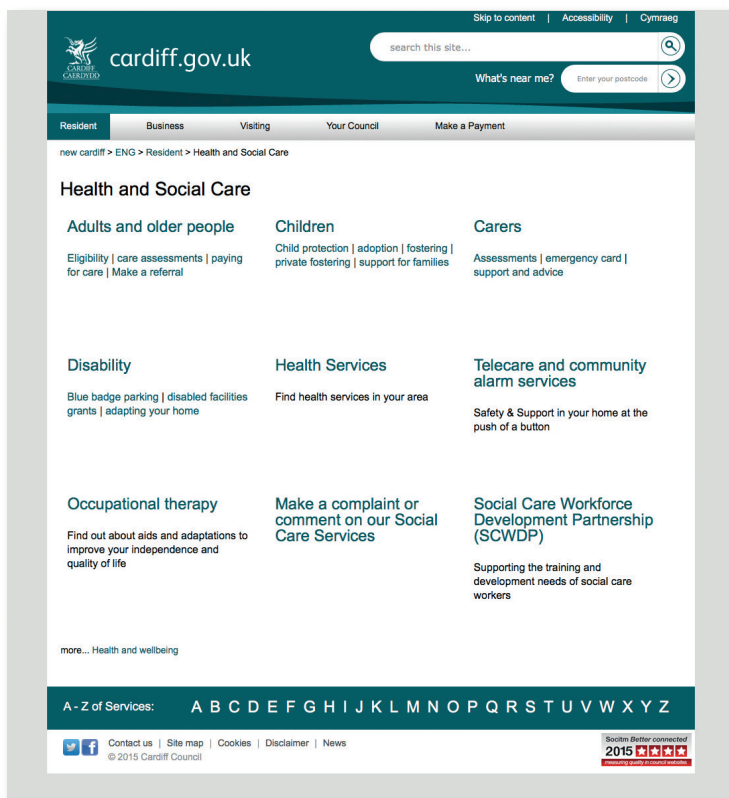 Skip to content | Accessibility | Cymraeg
CARDIFF
CAERDYDD
cardiff.gov.uk
search this site...
What's near me?
Enter your postcode
Resident Business Visiting Your Council Make a Payment
new cardiff > ENG > Resident > Health and Social Care
Health and Social Care
Adults and older people
Eligibility | care assessments | paying
for care | Make a referral
Children
Child protection | adoption | fostering |
private fostering | support for families
Carers
Assessments | emergency card |
support and advice
Disability
Blue badge parking | disabled facilities
grants | adapting your home
Health Services
Find health services in your area
Telecare and community
alarm services
Safety & Support in your home at the
push of a button
Occupational therapy
Find out about aids and adaptations to
improve your independence and
quality of life
Make a complaint or
comment on our Social
Care Services
Social Care Workforce
Development Partnership
(SCWDP)
Supporting the training and
development needs of social care
workers
more... Health and wellbeing
A - Z of Services: A B C D E F G H I J K L M N O P Q R S T U V W X Y Z
Contact us | Site map | Cookies | Disclaimer | News
© 2015 Cardiff Council
Socitm Better connected
2015
measuring quality in council websites